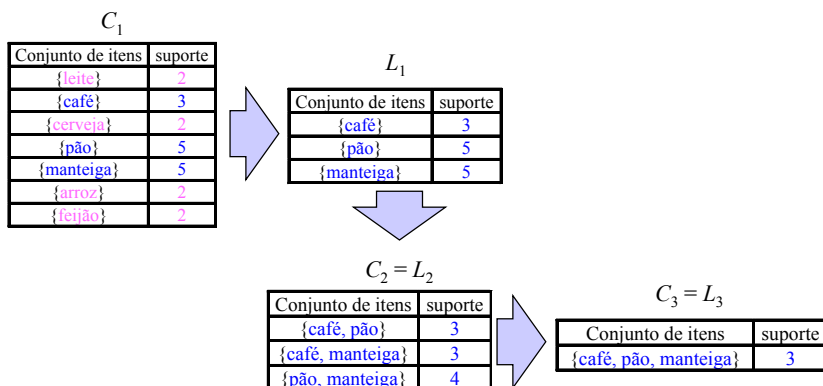 C1
Conjunto de itens suporte
{leite} 2
{café} 3
{cerveja} 2
{pão} 5
{manteiga} 5
{arroz} 2
{feijão} 2
L1
Conjunto de itens suporte
{café} 3
{pão} 5
{manteiga} 5
C2 = L2
Conjunto de itens suporte
{café, pão} 3
{café, manteiga} 3
{pão, manteiga} 4
C3 = L3
Conjunto de itens suporte
{café, pão, manteiga} 3